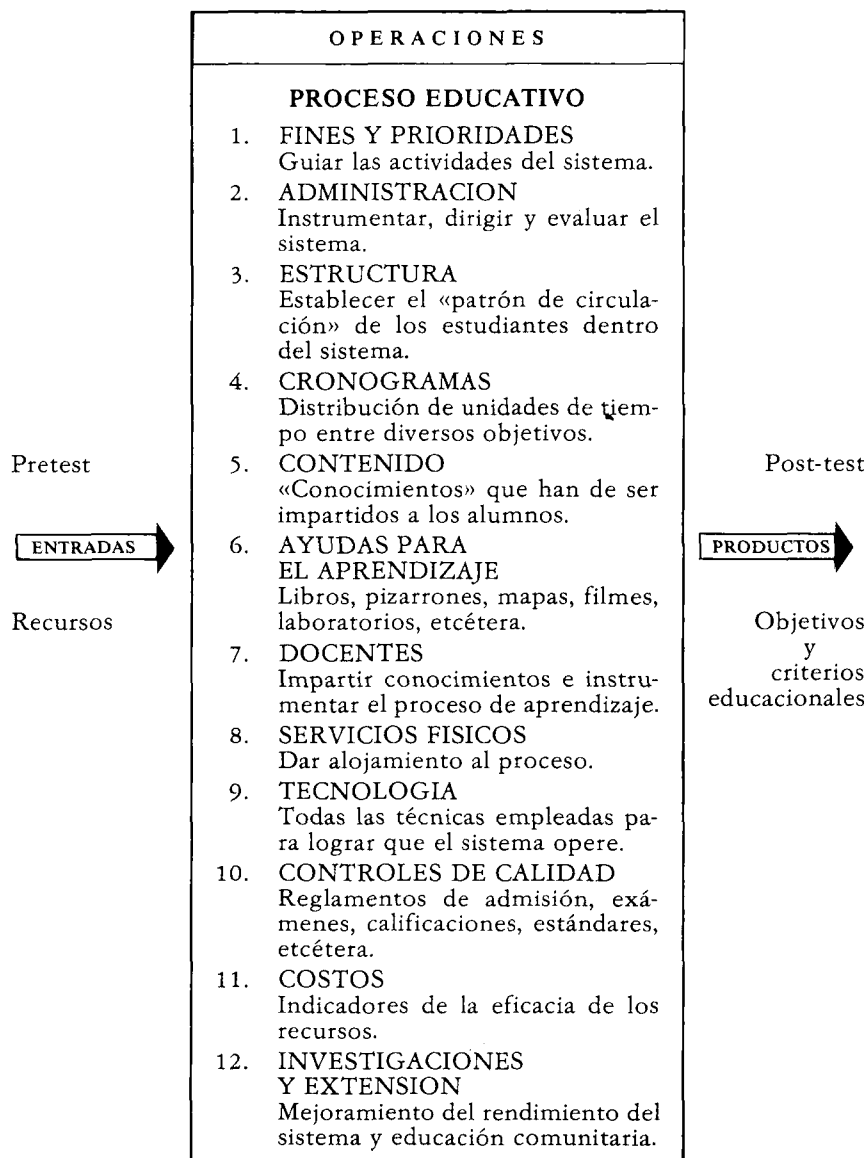 OPERACIONES
PROCESO EDUCATIVO
1. FINES Y PRIORIDADES
Guiar las actividades del sistema.
2. ADMINISTRACION
Instrumentar, dirigir y evaluar el
sistema.
3. ESTRUCTURA
Establecer el «patrón de circula-
ción» de los estudiantes dentro
del sistema.
4. CRONOGRAMAS
Distribución de unidades de tiem-
po entre diversos objetivos.
5. CONTENIDO
«Conocimientos» que han de ser
impartidos a los alumnos.
6. AYUDAS PARA
EL APRENDIZAJE
Libros, pizarrones, mapas, filmes,
laboratorios, etcétera.
7. DOCENTES
Impartir conocimientos e instru-
mentar el proceso de aprendizaje.
8. SERVICIOS FISICOS
Dar alojamiento al proceso.
9. TECNOLOGIA
Todas las técnicas empleadas pa-
ra lograr que el sistema opere.
10. CONTROLES DE CALIDAD
Reglamentos de admisión, exá-
menes, calificaciones, estándares,
etcétera.
11. COSTOS
Indicadores de la eficacia de los
recursos.
12. INVESTIGACIONES
Y EXTENSION
Mejoramiento del rendimiento del
sistema y educación comunitaria.
Pretest
ENTRADAS
Recursos
Post-test
PRODUCTOS
Objetivos
y
criterios
educacionales